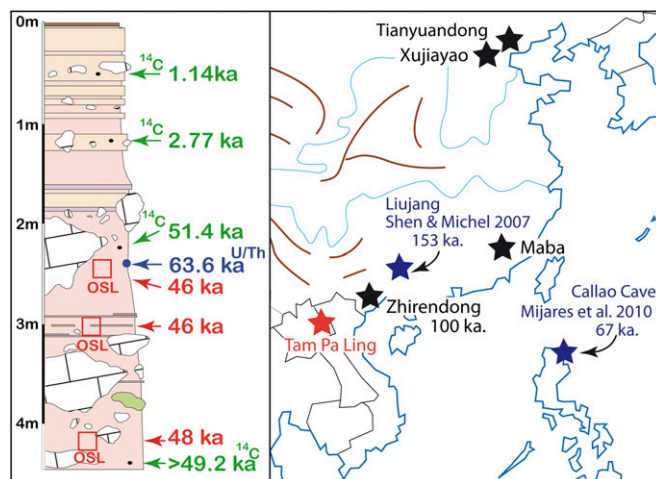 0m
14C
1.14ka
1m
14C
2.77 ka
2m
14C
51.4 ka
U/Th
63.6 ka
OSL
46 ka
3m
46 ka
OSL
4m
48 ka
OSL
14C
>49.2 ka
Tianyuandong
Xujiayao
Liujang
Shen & Michel 2007
153 ka.
Maba
Zhirendong
100 ka.
Callao Cave
Mijares et al. 2010
67 ka.
Tam Pa Ling